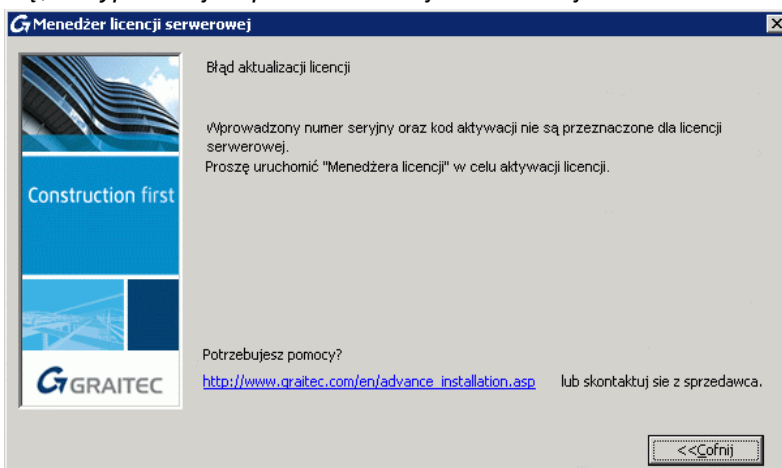 Menedżer licencji serwerowej
Błąd aktualizacji licencji
Wprowadzony numer seryjny oraz kod aktywacji nie są przeznaczone dla licencji
serwerowej.
Proszę uruchomić "Menedżera licencji" w celu aktywacji licencji.
Construction first
Potrzebujesz pomocy?
http://www.graitec.com/en/advance_installation.asp lub skontaktuj sie z sprzedawca.
GRAITEC
<<Cofnij